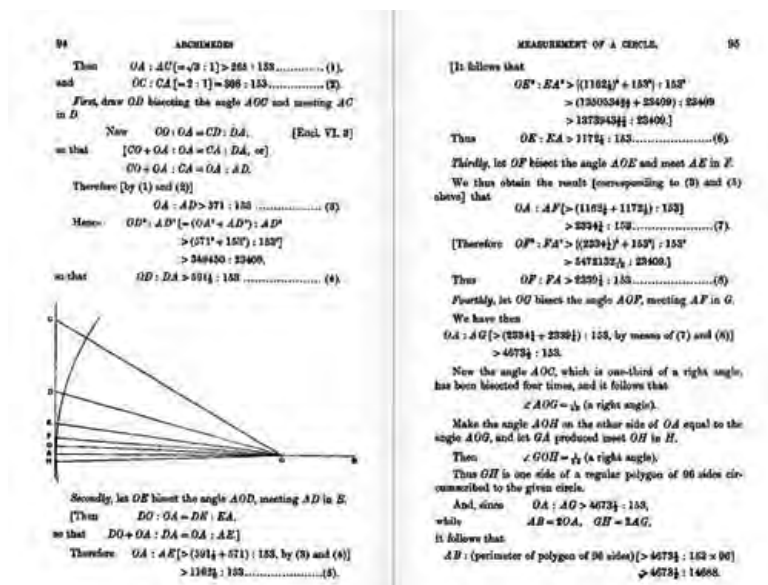 94 ARCHIMEDES
Then OA : AC [= √3 : 1] > 265 : 153 ............ (1),
and OC : CA [= 2 : 1] = 306 : 153 ............ (2).
First, draw OD bisecting the angle AOC and meeting AC
in D.
Now CO : OA = CD : DA, [Eucl. VI. 3]
so that [CO + OA : OA = CA : DA, or]
CO + OA : CA = OA : AD.
Therefore [by (1) and (2)]
OA : AD > 571 : 153 ............ (3).
Hence OD² : AD² [= (OA² + AD²) : AD²
> (571² + 153²) : 153²]
> 349450 : 23409,
so that OD : DA > 591⅛ : 153 ............ (4).
C
D
E
F
G
A
H
O
B
Secondly, let OE bisect the angle AOD, meeting AD in E.
[Then DO : OA = DE : EA,
so that DO + OA : DA = OA : AE.]
Therefore OA : AE [> (591⅛ + 571) : 153, by (3) and (4)]
> 1162⅛ : 153 ............ (5).
MEASUREMENT OF A CIRCLE. 95
[It follows that
OE² : EA² > {(1162⅛)² + 153²} : 153²
> (1350534 33/64 + 23409) : 23409
> 1373943 33/64 : 23409.]
Thus OE : EA > 1172⅛ : 153 ............ (6).
Thirdly, let OF bisect the angle AOE and meet AE in F.
We thus obtain the result [corresponding to (3) and (5)
above] that
OA : AF [> (1162⅛ + 1172⅛) : 153]
> 2334¼ : 153 ............ (7).
[Therefore OF² : FA² > {(2334¼)² + 153²} : 153²
> 5472132 1/16 : 23409.]
Thus OF : FA > 2339¼ : 153 ............ (8)
Fourthly, let OG bisect the angle AOF, meeting AF in G.
We have then
OA : AG [> (2334¼ + 2339¼) : 153, by means of (7) and (8)]
> 4673½ : 153.
Now the angle AOC, which is one-third of a right angle,
has been bisected four times, and it follows that
∠AOG = 1/48 (a right angle).
Make the angle AOH on the other side of OA equal to the
angle AOG, and let GA produced meet OH in H.
Then ∠GOH = 1/24 (a right angle).
Thus GH is one side of a regular polygon of 96 sides cir-
cumscribed to the given circle.
And, since OA : AG > 4673½ : 153,
while AB = 2OA, GH = 2AG,
it follows that
AB : (perimeter of polygon of 96 sides) [> 4673½ : 153 × 96]
> 4673½ : 14688.